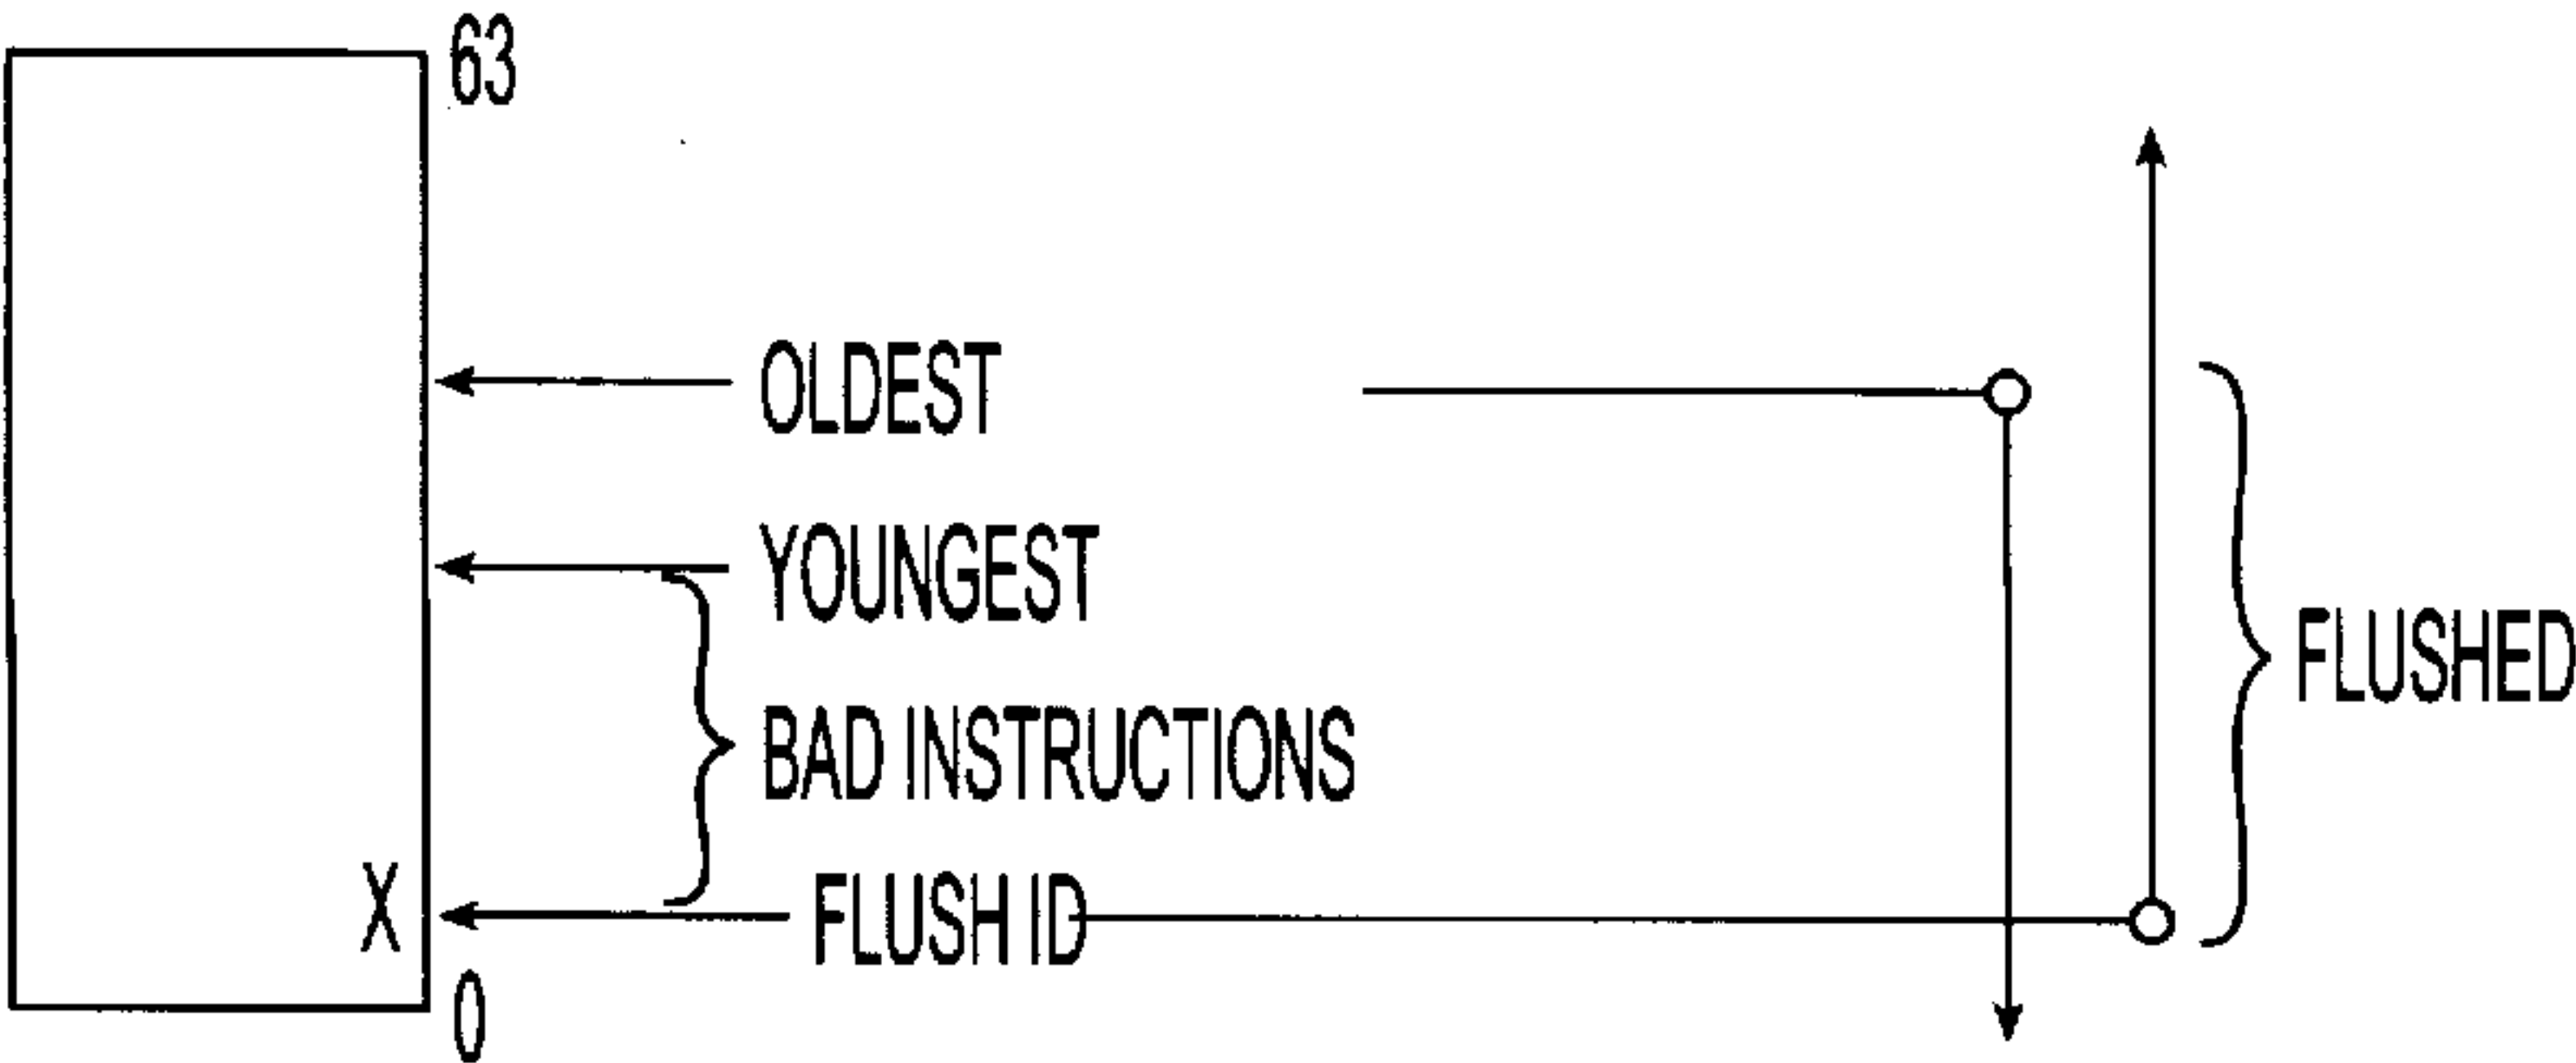 63
OLDEST
YOUNGEST
FLUSHED
BAD INSTRUCTIONS
X
FLUSH ID
0